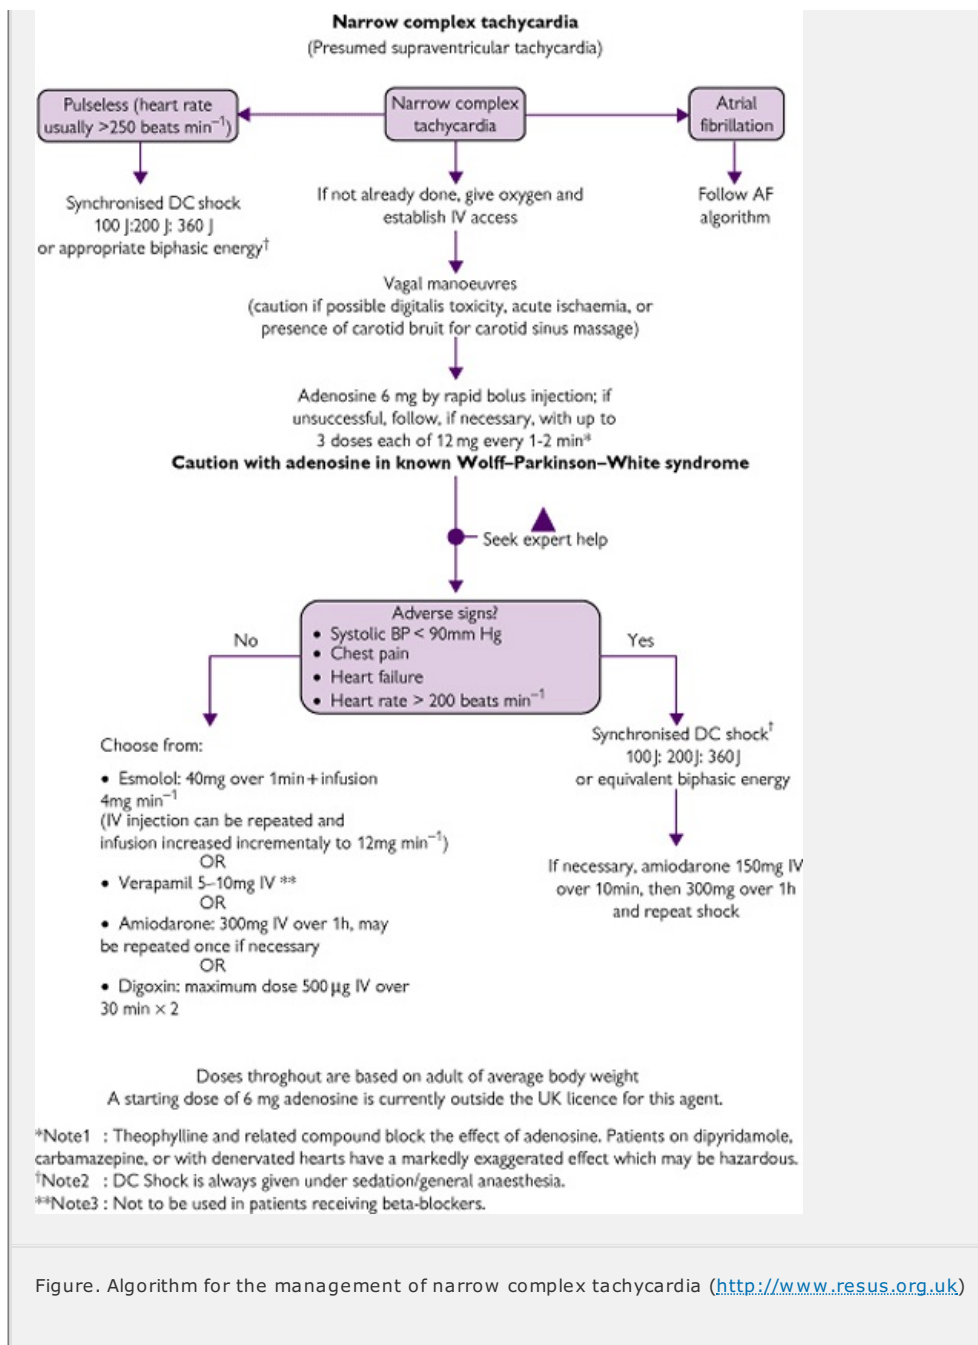 Narrow complex tachycardia
(Presumed supraventricular tachycardia)
Pulseless (heart rate
usually >250 beats min⁻¹)
Narrow complex
tachycardia
Atrial
fibrillation
Synchronised DC shock
100 J:200 J: 360 J
or appropriate biphasic energy†
If not already done, give oxygen and
establish IV access
Follow AF
algorithm
Vagal manoeuvres
(caution if possible digitalis toxicity, acute ischaemia, or
presence of carotid bruit for carotid sinus massage)
Adenosine 6 mg by rapid bolus injection; if
unsuccessful, follow, if necessary, with up to
3 doses each of 12 mg every 1-2 min*
Caution with adenosine in known Wolff–Parkinson–White syndrome
Seek expert help
Adverse signs?
• Systolic BP < 90mm Hg
• Chest pain
• Heart failure
• Heart rate > 200 beats min⁻¹
No
Yes
Choose from:
• Esmolol: 40mg over 1min+infusion
4mg min⁻¹
(IV injection can be repeated and
infusion increased incrementaly to 12mg min⁻¹)
OR
• Verapamil 5–10mg IV **
OR
• Amiodarone: 300mg IV over 1h, may
be repeated once if necessary
OR
• Digoxin: maximum dose 500µg IV over
30 min × 2
Synchronised DC shock†
100J: 200J: 360J
or equivalent biphasic energy
If necessary, amiodarone 150mg IV
over 10min, then 300mg over 1h
and repeat shock
Doses throghout are based on adult of average body weight
A starting dose of 6 mg adenosine is currently outside the UK licence for this agent.
*Note1 : Theophylline and related compound block the effect of adenosine. Patients on dipyridamole,
carbamazepine, or with denervated hearts have a markedly exaggerated effect which may be hazardous.
†Note2 : DC Shock is always given under sedation/general anaesthesia.
**Note3 : Not to be used in patients receiving beta-blockers.
Figure. Algorithm for the management of narrow complex tachycardia (http://www.resus.org.uk)